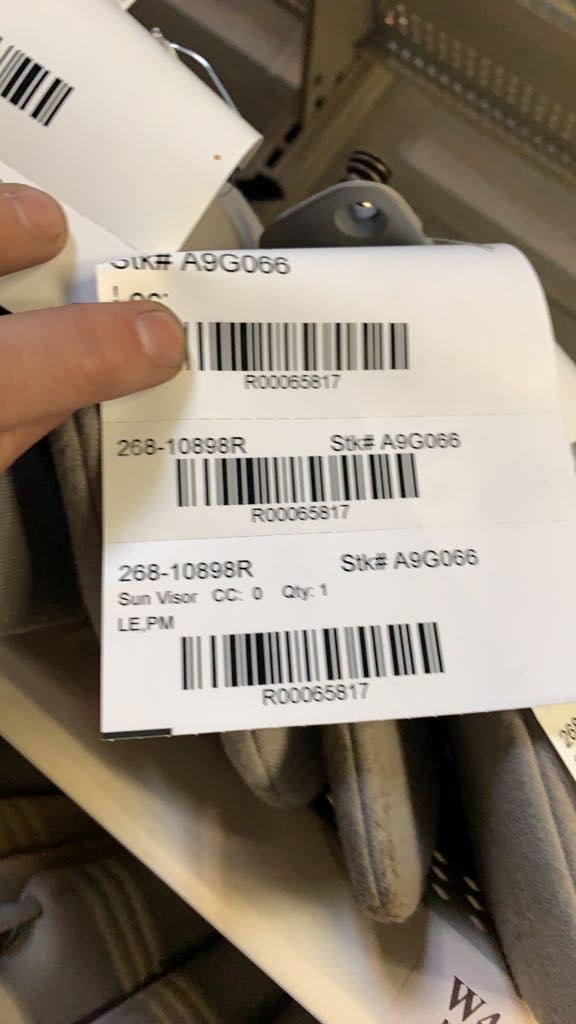 Stk# A9G066
Loc:
R00065817
268-10898R Stk# A9G066
R00065817
268-10898R Stk# A9G066
Sun Visor CC: 0 Qty: 1
LE,PM
R00065817